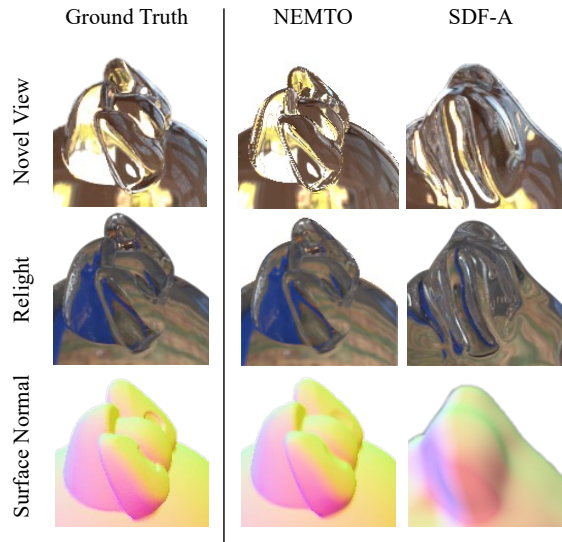 Ground Truth
NEMTO
SDF-A
Novel View
Relight
Surface Normal